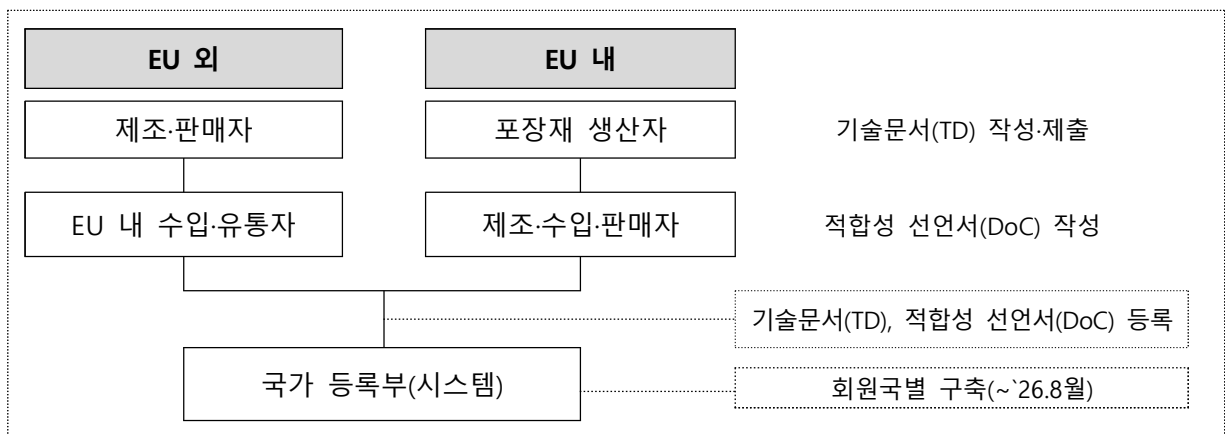 EU 외
EU 내
제조·판매자
포장재 생산자
기술문서(TD) 작성·제출
EU 내 수입·유통자
제조·수입·판매자
적합성 선언서(DoC) 작성
기술문서(TD), 적합성 선언서(DoC) 등록
국가 등록부(시스템)
회원국별 구축(~`26.8월)